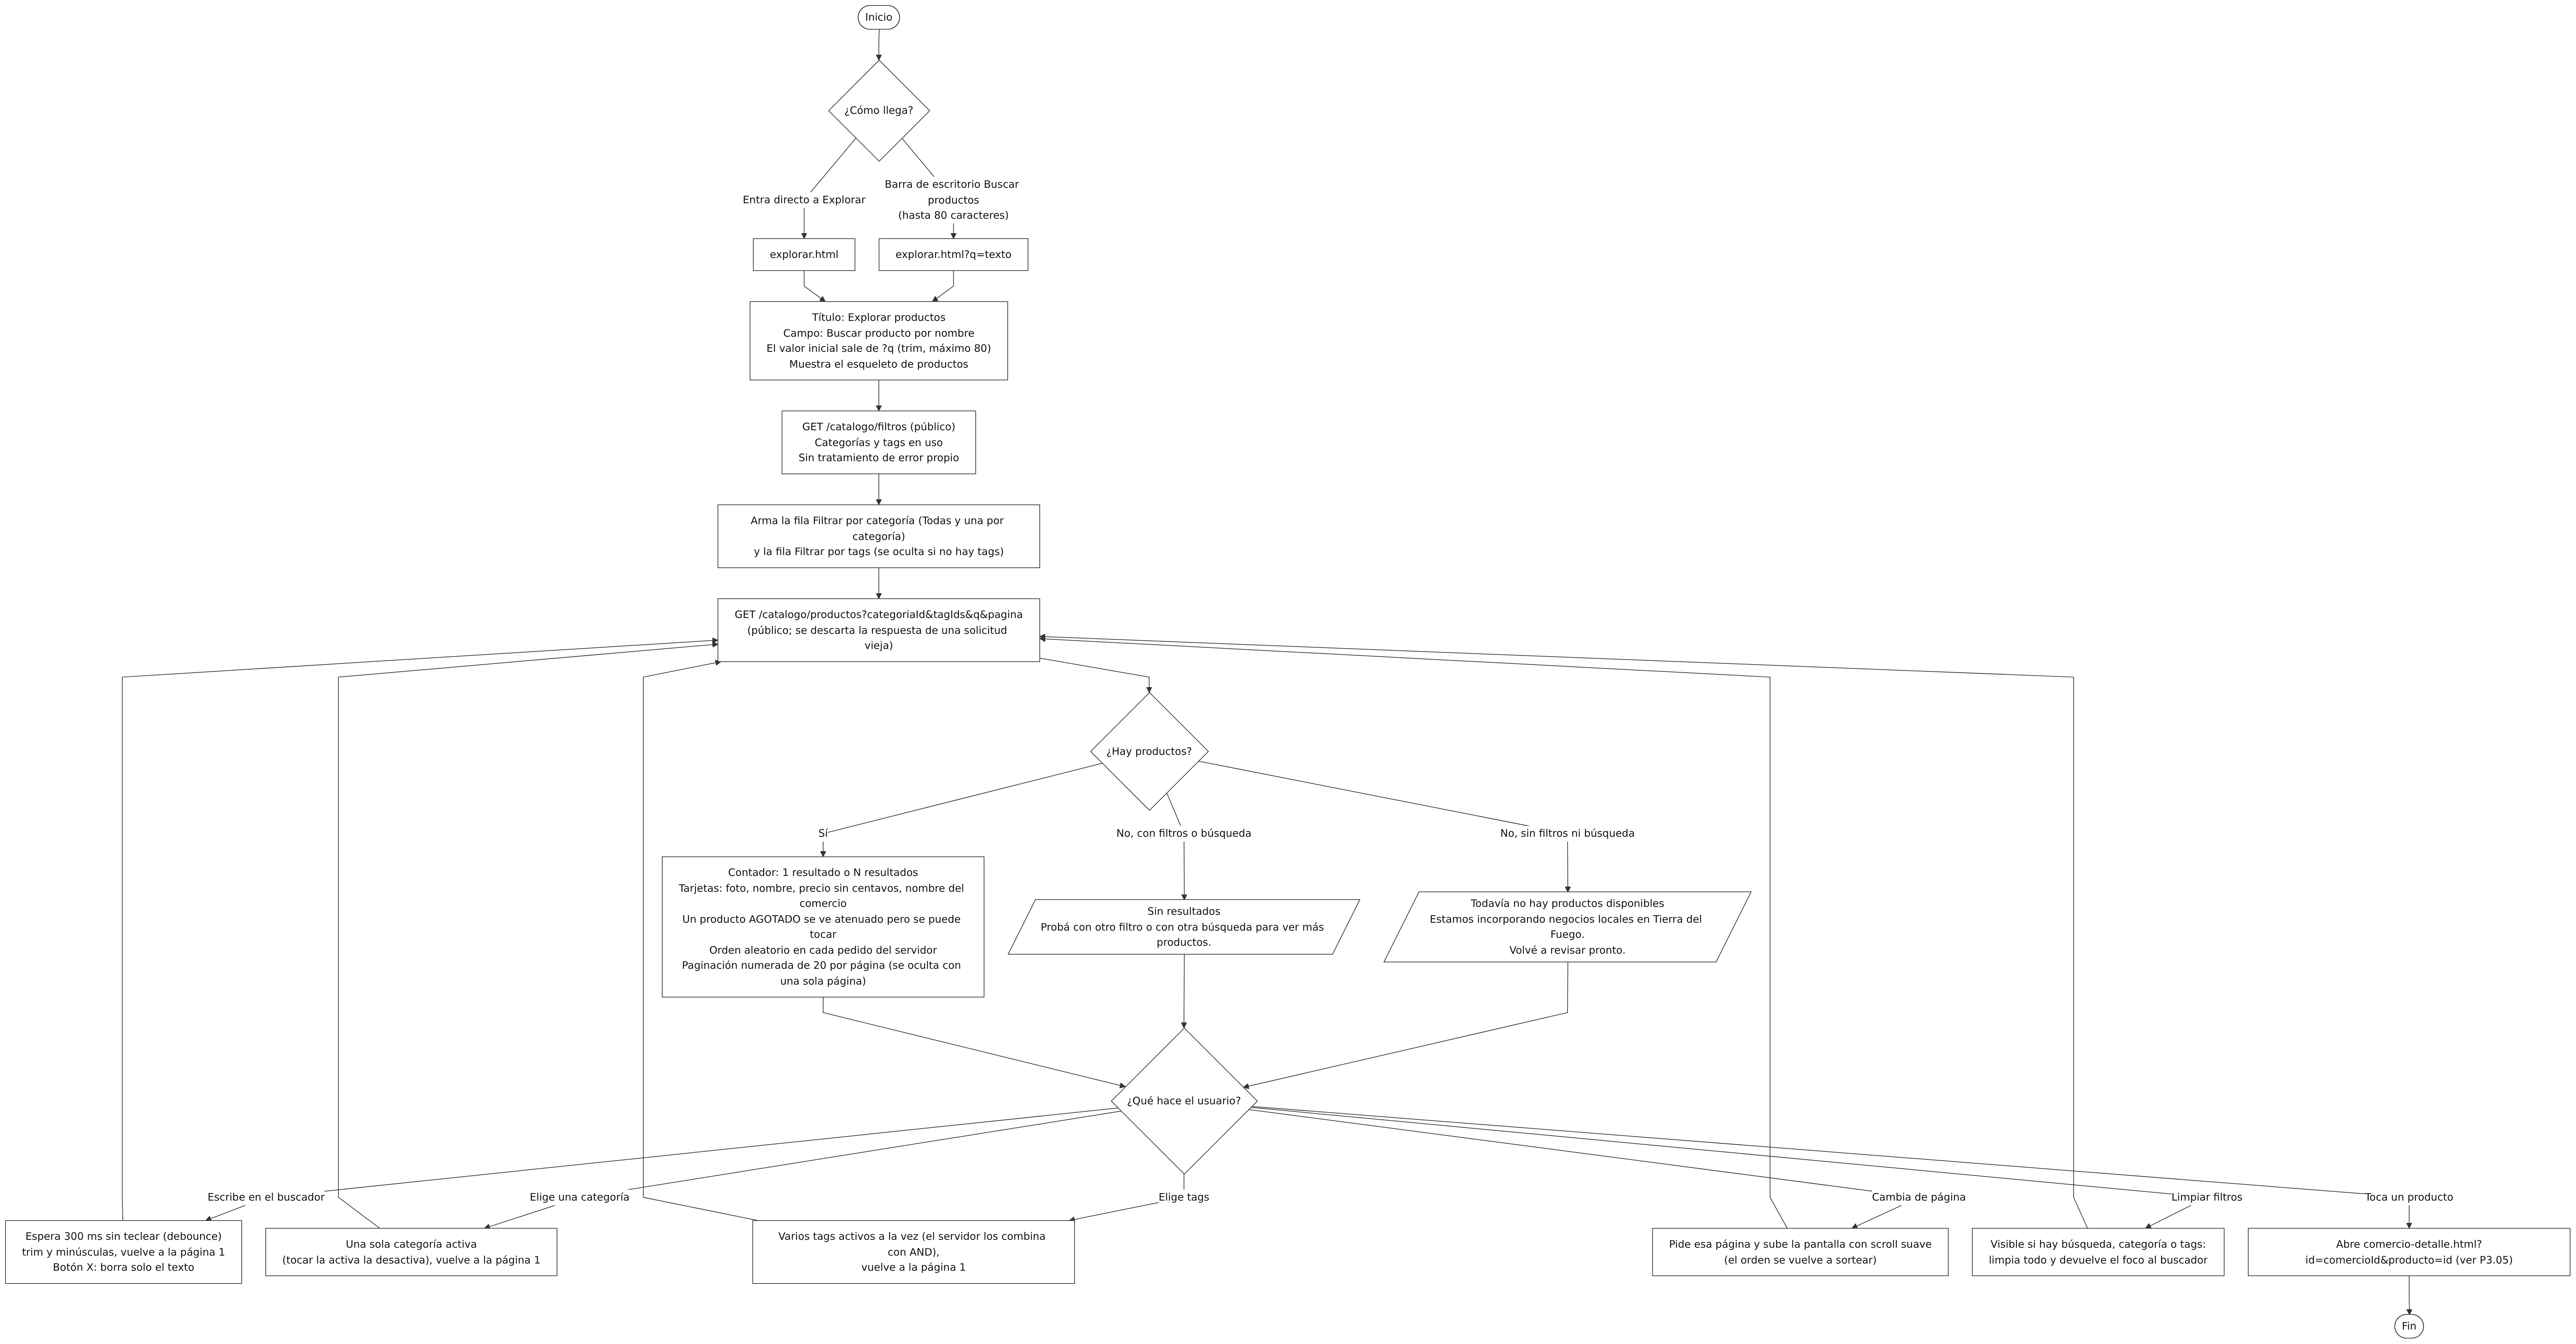 Inicio
¿Cómo llega?
Entra directo a Explorar
Barra de escritorio Buscar
productos
(hasta 80 caracteres)
explorar.html
explorar.html?q=texto
Título: Explorar productos
Campo: Buscar producto por nombre
El valor inicial sale de ?q (trim, máximo 80)
Muestra el esqueleto de productos
GET /catalogo/filtros (público)
Categorías y tags en uso
Sin tratamiento de error propio
Arma la fila Filtrar por categoría (Todas y una por
categoría)
y la fila Filtrar por tags (se oculta si no hay tags)
GET /catalogo/productos?categoriaId&tagIds&q&pagina
(público; se descarta la respuesta de una solicitud
vieja)
¿Hay productos?
Sí
No, con filtros o búsqueda
No, sin filtros ni búsqueda
Contador: 1 resultado o N resultados
Tarjetas: foto, nombre, precio sin centavos, nombre del
comercio
Un producto AGOTADO se ve atenuado pero se puede
tocar
Orden aleatorio en cada pedido del servidor
Paginación numerada de 20 por página (se oculta con
una sola página)
Sin resultados
Probá con otro filtro o con otra búsqueda para ver más
productos.
Todavía no hay productos disponibles
Estamos incorporando negocios locales en Tierra del
Fuego.
Volvé a revisar pronto.
¿Qué hace el usuario?
Escribe en el buscador
Elige una categoría
Elige tags
Cambia de página
Limpiar filtros
Toca un producto
Espera 300 ms sin teclear (debounce)
trim y minúsculas, vuelve a la página 1
Botón X: borra solo el texto
Una sola categoría activa
(tocar la activa la desactiva), vuelve a la página 1
Varios tags activos a la vez (el servidor los combina
con AND),
vuelve a la página 1
Pide esa página y sube la pantalla con scroll suave
(el orden se vuelve a sortear)
Visible si hay búsqueda, categoría o tags:
limpia todo y devuelve el foco al buscador
Abre comercio-detalle.html?
id=comercioId&producto=id (ver P3.05)
Fin